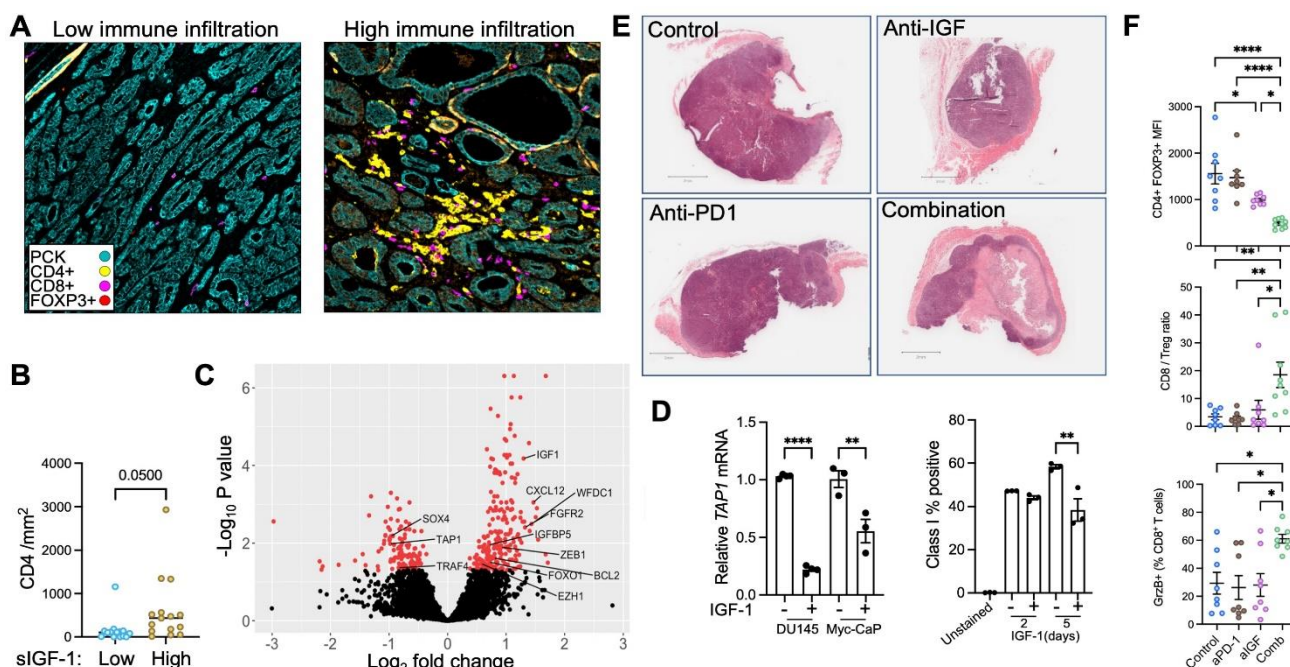 A
Low immune infiltration
High immune infiltration
PCK
CD4+
CD8+
FOXP3+
B
CD4 /mm2
4000
3000
2000
1000
0
0.0500
sIGF-1: Low High
C
-Log10 P value
6
4
2
0
-3 -2 -1 0 1 2 3
Log2 fold change
SOX4
TAP1
TRAF4
IGF1
CXCL12
WFDC1
FGFR2
IGFBP5
ZEB1
FOXO1
BCL2
EZH1
E
Control
Anti-IGF
Anti-PD1
Combination
D
Relative TAP1 mRNA
1.5
1.0
0.5
0.0
**** **
IGF-1 - + - +
DU145 Myc-CaP
Class I % positive
80
60
40
20
0
**
Unstained
- + - +
2 5
IGF-1(days)
F
****
****
* *
CD4+ FOXP3+ MFI
3000
2000
1000
0
**
**
*
CD8 / Treg ratio
50
40
30
20
10
0
*
*
*
GrzB+ (% CD8+ T cells)
100
80
60
40
20
0
Control
aPD-1
aIGF
Comb